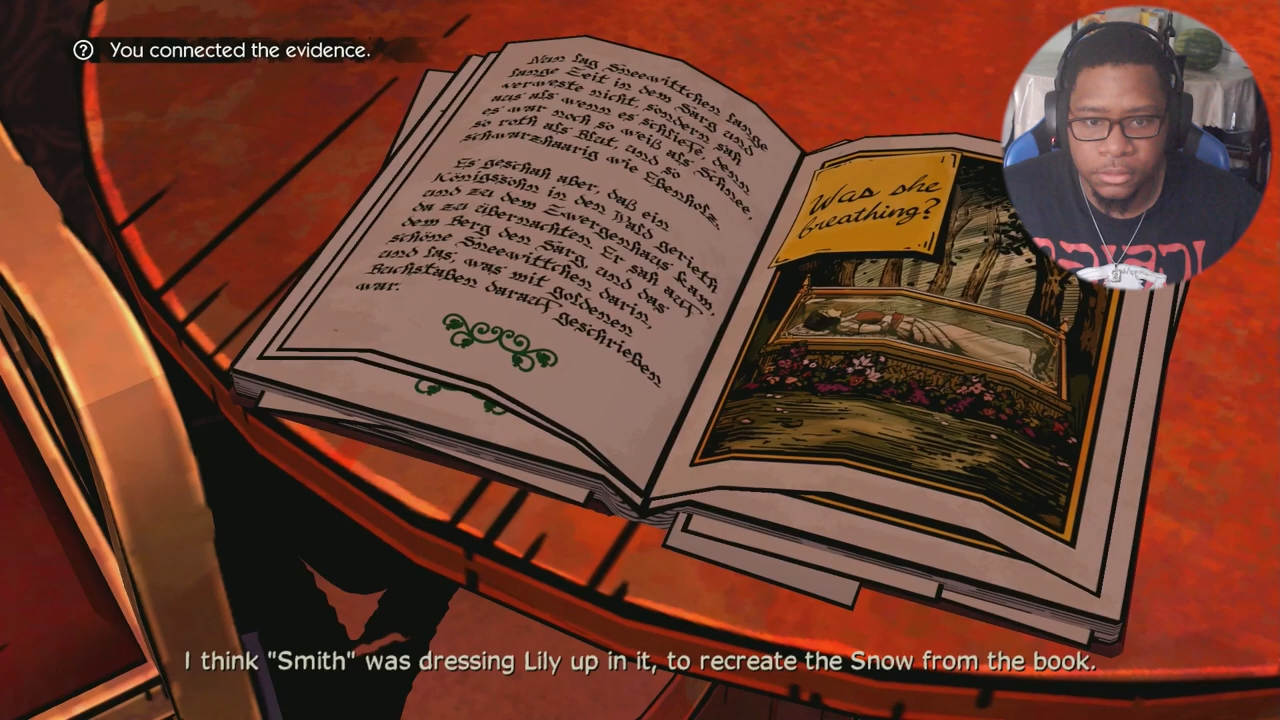 You connected the evidence.
Nun lag Sneewittchen lange
lange Zeit in dem Sarg und
verweste nicht, sondern sah
aus als wenn es schliefe, denn
es war noch so weiß als Schnee,
so roth als Blut, und so
schwarzhaarig wie Ebenholz.
Es geschah aber, daß ein
Königssohn in den Wald gerieth
und zu dem Zwergenhaus kam,
da zu übernachten. Er sah auf
dem Berg den Sarg, und das
schöne Sneewittchen darin,
und las, was mit goldenen
Buchstaben darauf geschrieben
war.
Was she
breathing?
I think "Smith" was dressing Lily up in it, to recreate the Snow from the book.